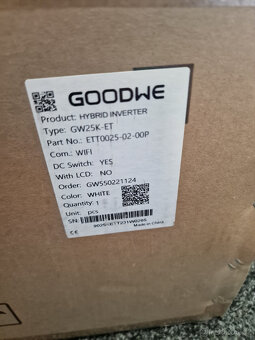 GOODWE
Product: HYBRID INVERTER
Type: GW25K-ET
Part No.: ETT0025-02-00P
Com.: WIFI
DC Switch: YES
With LCD: NO
Order: GW550221124
Color: WHITE
Quantity: 1
Unit: pcs
SN:
CE
Made in China